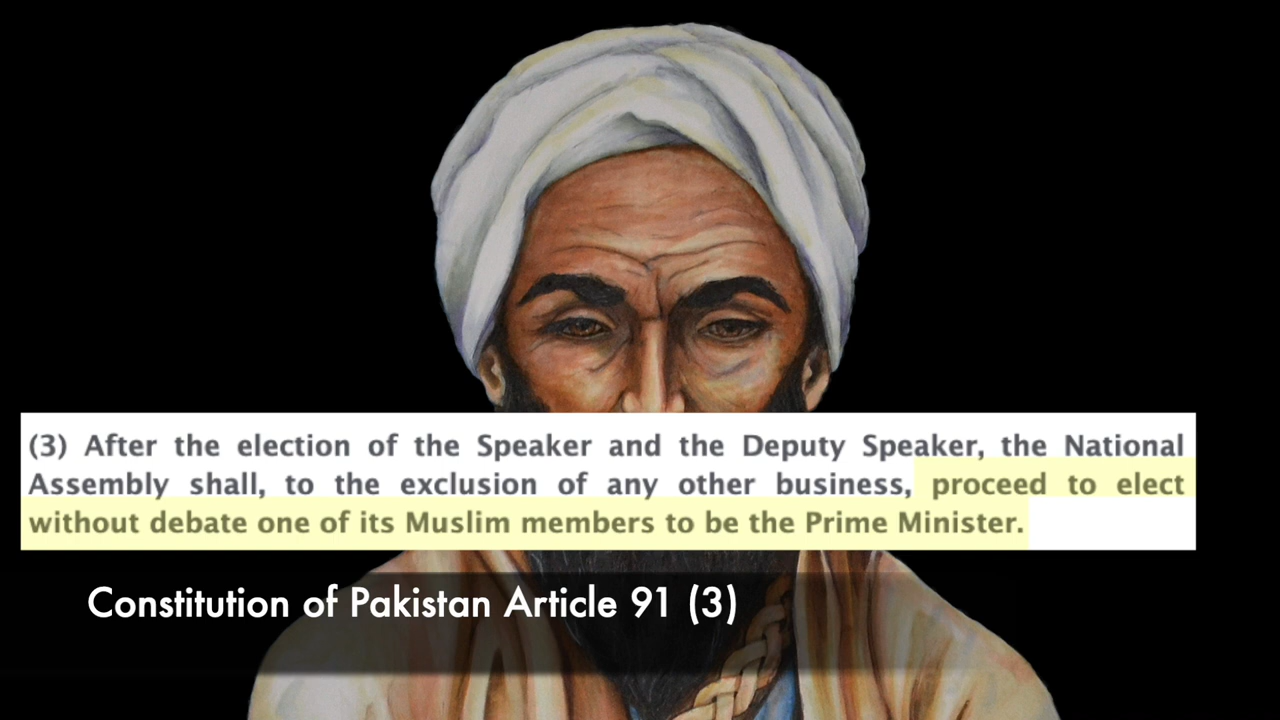 (3) After the election of the Speaker and the Deputy Speaker, the National
Assembly shall, to the exclusion of any other business, proceed to elect
without debate one of its Muslim members to be the Prime Minister.
Constitution of Pakistan Article 91 (3)